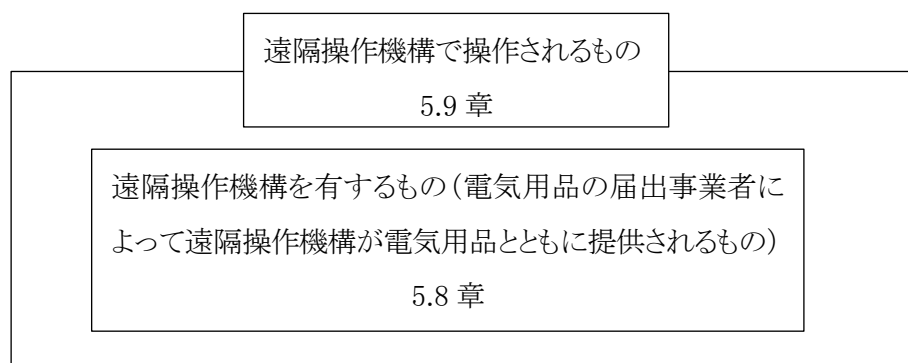 遠隔操作機構で操作されるもの
5.9 章
遠隔操作機構を有するもの(電気用品の届出事業者に
よって遠隔操作機構が電気用品とともに提供されるもの)
5.8 章